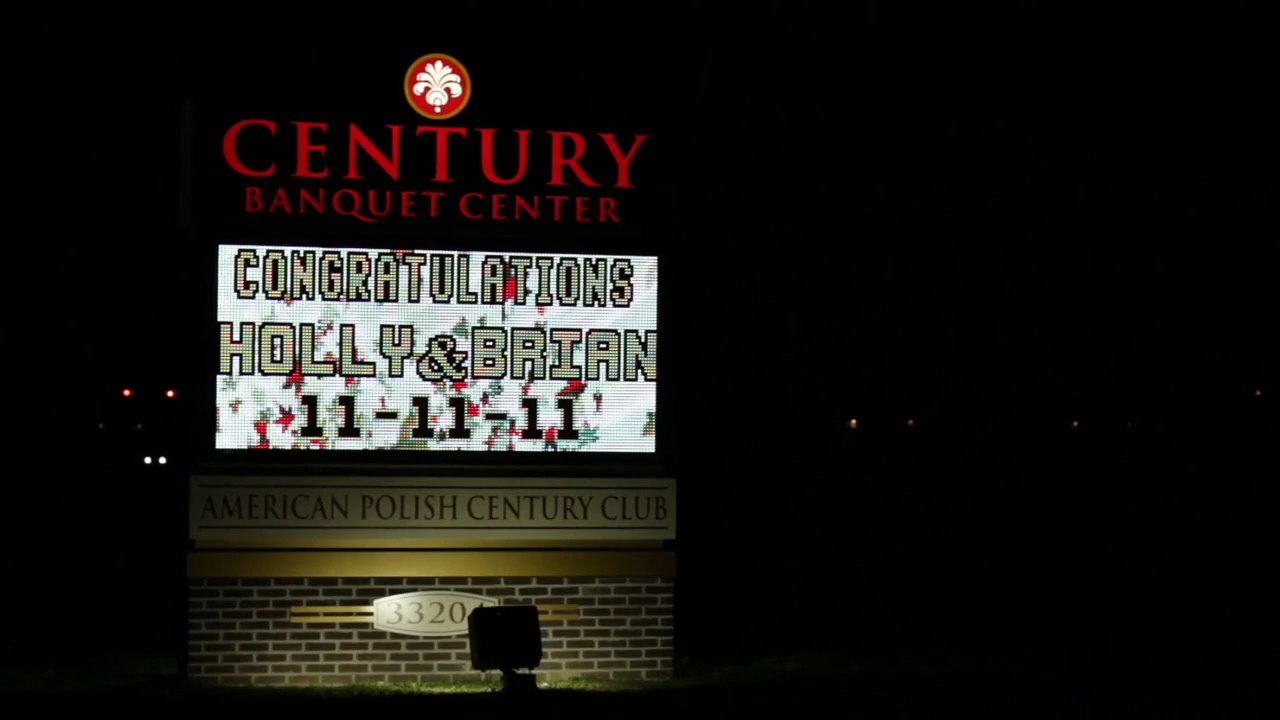 CENTURY
BANQUET CENTER
CONGRATULATIONS
HOLLY & BRIAN
11-11-11
AMERICAN POLISH CENTURY CLUB
3320